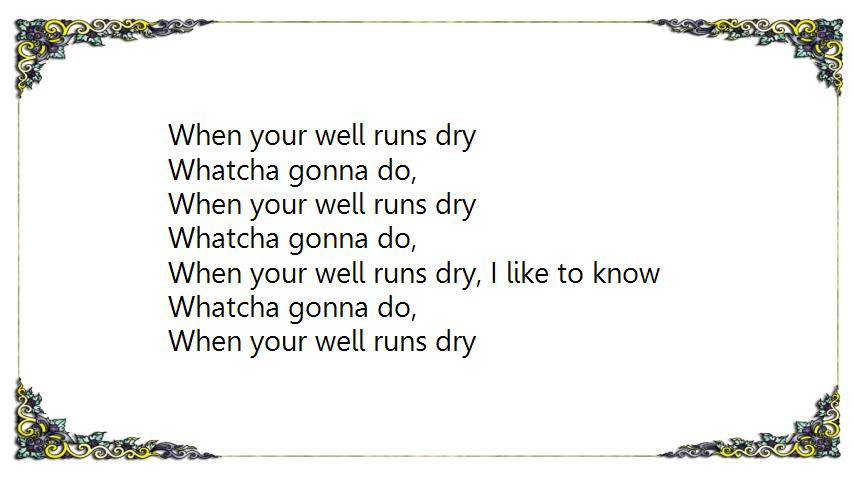 When your well runs dry
Whatcha gonna do,
When your well runs dry
Whatcha gonna do,
When your well runs dry, I like to know
Whatcha gonna do,
When your well runs dry